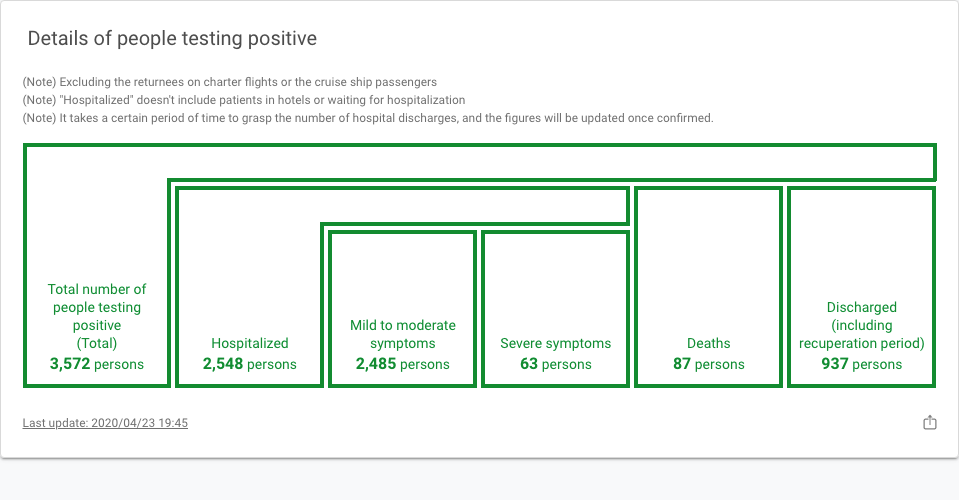 Details of people testing positive
(Note) Excluding the returnees on charter flights or the cruise ship passengers
(Note) "Hospitalized" doesn't include patients in hotels or waiting for hospitalization
(Note) It takes a certain period of time to grasp the number of hospital discharges, and the figures will be updated once confirmed.
Total number of
people testing
positive
(Total)
3,572 persons
Hospitalized
2,548 persons
Mild to moderate
symptoms
2,485 persons
Severe symptoms
63 persons
Deaths
87 persons
Discharged
(including
recuperation period)
937 persons
Last update: 2020/04/23 19:45